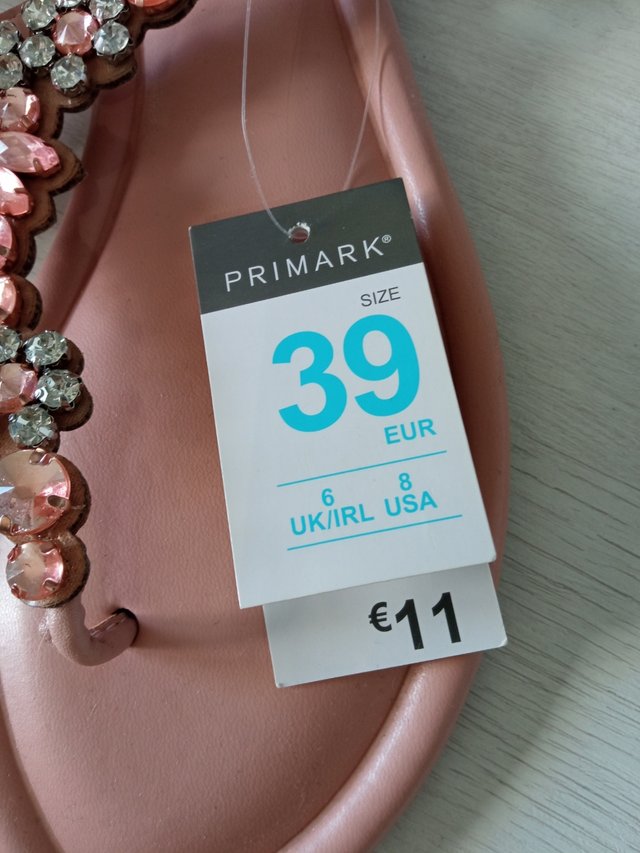 PRIMARK®
SIZE
39
EUR
6 8
UK/IRL USA
€11